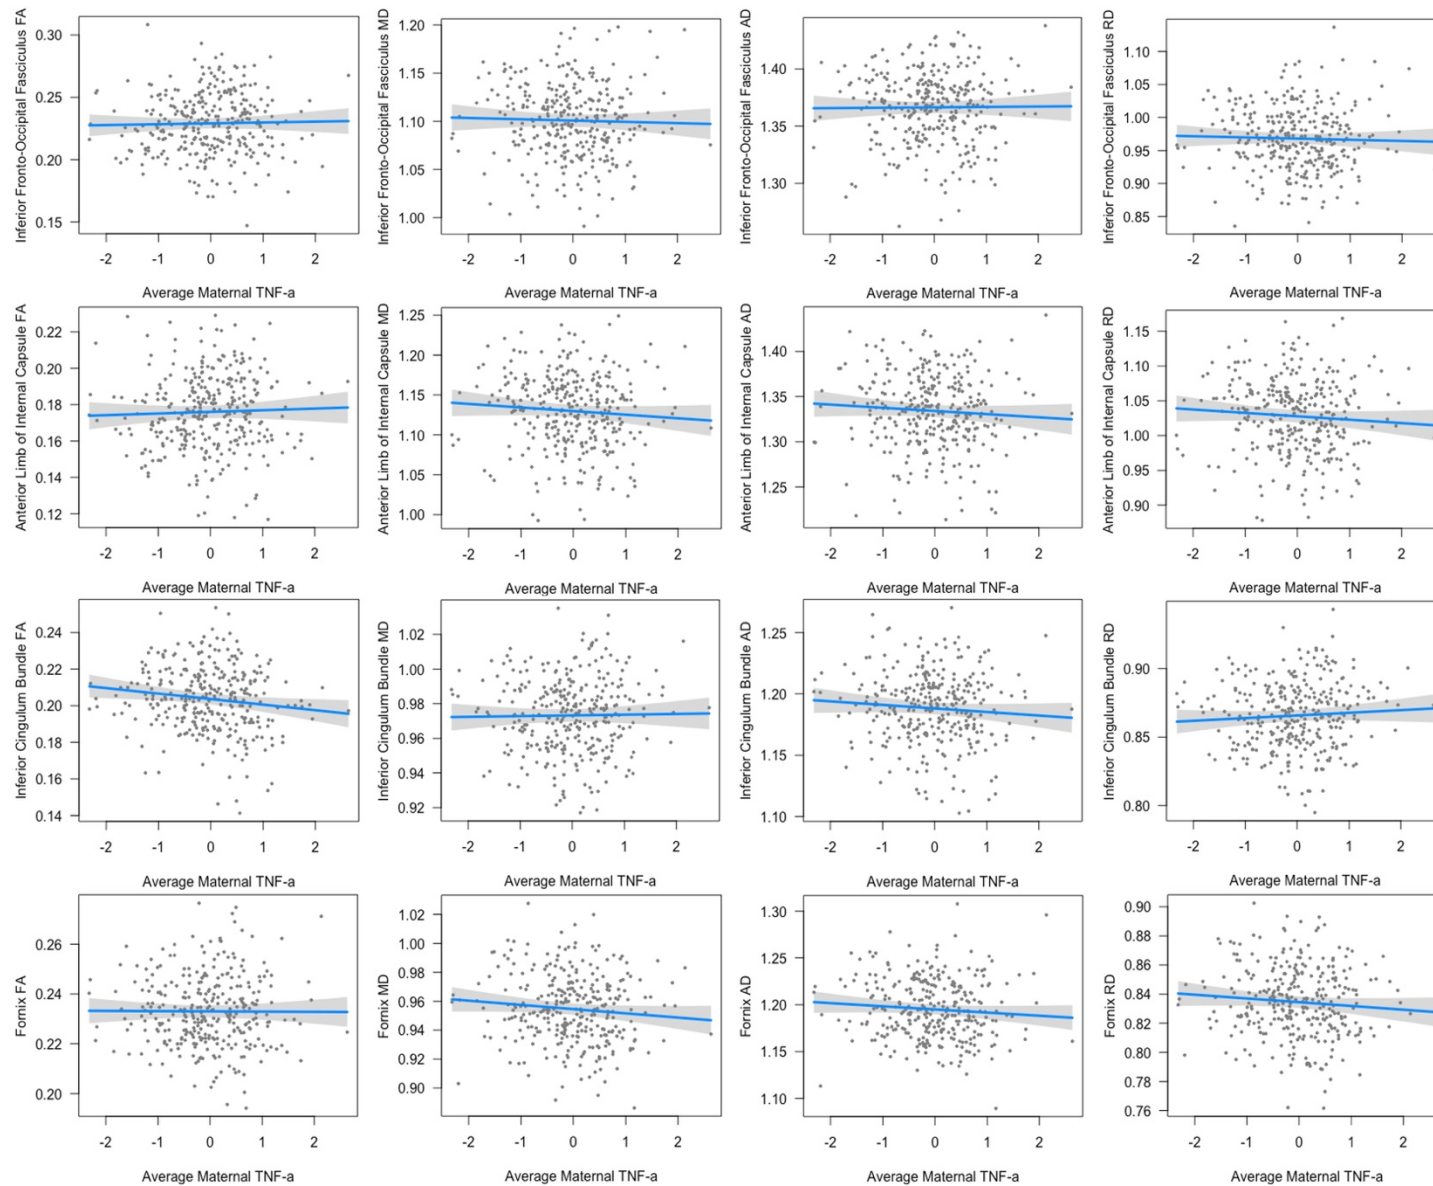 Inferior Fronto-Occipital Fasciculus FA
0.30
0.25
0.20
0.15
-2 -1 0 1 2
Average Maternal TNF-a
Inferior Fronto-Occipital Fasciculus MD
1.20
1.15
1.10
1.05
1.00
-2 -1 0 1 2
Average Maternal TNF-a
Inferior Fronto-Occipital Fasciculus AD
1.40
1.35
1.30
-2 -1 0 1 2
Average Maternal TNF-a
Inferior Fronto-Occipital Fasciculus RD
1.10
1.05
1.00
0.95
0.90
0.85
-2 -1 0 1 2
Average Maternal TNF-a
Anterior Limb of Internal Capsule FA
0.22
0.20
0.18
0.16
0.14
0.12
-2 -1 0 1 2
Average Maternal TNF-a
Anterior Limb of Internal Capsule MD
1.25
1.20
1.15
1.10
1.05
1.00
-2 -1 0 1 2
Average Maternal TNF-a
Anterior Limb of Internal Capsule AD
1.40
1.35
1.30
1.25
-2 -1 0 1 2
Average Maternal TNF-a
Anterior Limb of Internal Capsule RD
1.15
1.10
1.05
1.00
0.95
0.90
-2 -1 0 1 2
Average Maternal TNF-a
Inferior Cingulum Bundle FA
0.24
0.22
0.20
0.18
0.16
0.14
-2 -1 0 1 2
Average Maternal TNF-a
Inferior Cingulum Bundle MD
1.02
1.00
0.98
0.96
0.94
0.92
-2 -1 0 1 2
Average Maternal TNF-a
Inferior Cingulum Bundle AD
1.25
1.20
1.15
1.10
-2 -1 0 1 2
Average Maternal TNF-a
Inferior Cingulum Bundle RD
0.90
0.85
0.80
-2 -1 0 1 2
Average Maternal TNF-a
Fornix FA
0.26
0.24
0.22
0.20
-2 -1 0 1 2
Average Maternal TNF-a
Fornix MD
1.02
1.00
0.98
0.96
0.94
0.92
0.90
-2 -1 0 1 2
Average Maternal TNF-a
Fornix AD
1.30
1.25
1.20
1.15
1.10
-2 -1 0 1 2
Average Maternal TNF-a
Fornix RD
0.90
0.88
0.86
0.84
0.82
0.80
0.78
0.76
-2 -1 0 1 2
Average Maternal TNF-a